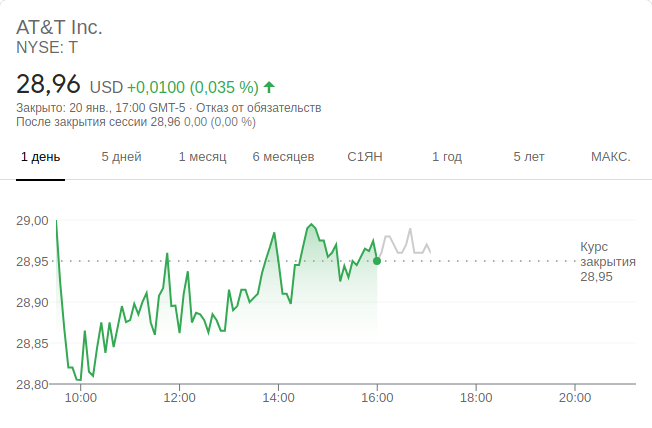 AT&T Inc.
NYSE: T
28,96 USD +0,0100 (0,035 %)
Закрыто: 20 янв., 17:00 GMT-5 · Отказ от обязательств
После закрытия сессии 28,96 0,00 (0,00 %)
1 день 5 дней 1 месяц 6 месяцев С1ЯН 1 год 5 лет МАКС.
29,00
28,95
28,90
28,85
28,80
Курс
закрытия
28,95
10:00 12:00 14:00 16:00 18:00 20:00